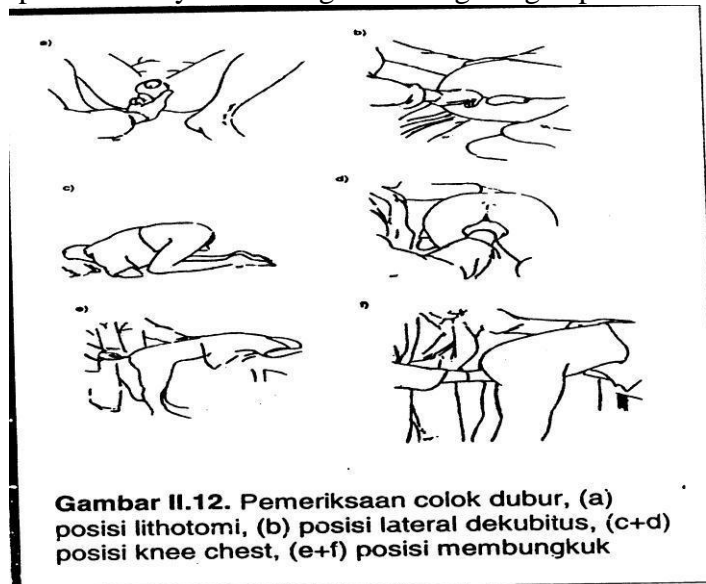 a)
b)
c)
d)
e)
f)
Gambar II.12. Pemeriksaan colok dubur, (a)
posisi lithotomi, (b) posisi lateral dekubitus, (c+d)
posisi knee chest, (e+f) posisi membungkuk